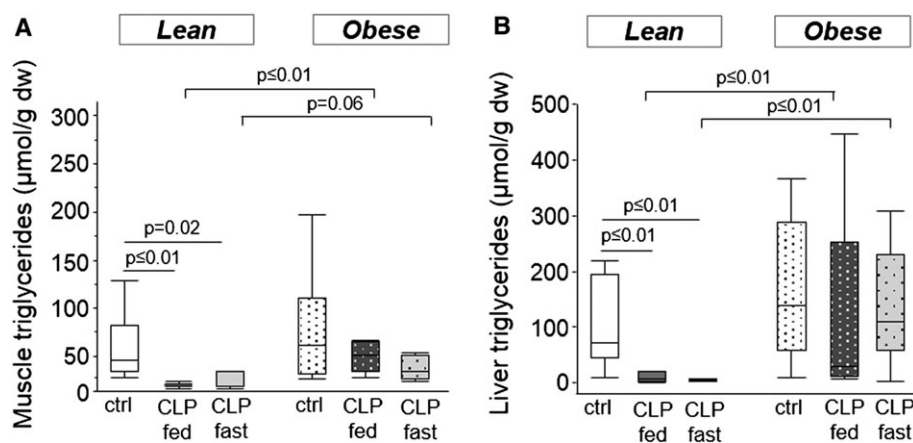 A
Lean
Obese
p≤0.01
p=0.06
Muscle triglycerides (µmol/g dw)
300
250
200
150
100
50
0
p=0.02
p≤0.01
ctrl
CLP
fed
CLP
fast
ctrl
CLP
fed
CLP
fast
B
Lean
Obese
p≤0.01
p≤0.01
Liver triglycerides (µmol/g dw)
500
400
300
200
100
0
p≤0.01
p≤0.01
ctrl
CLP
fed
CLP
fast
ctrl
CLP
fed
CLP
fast